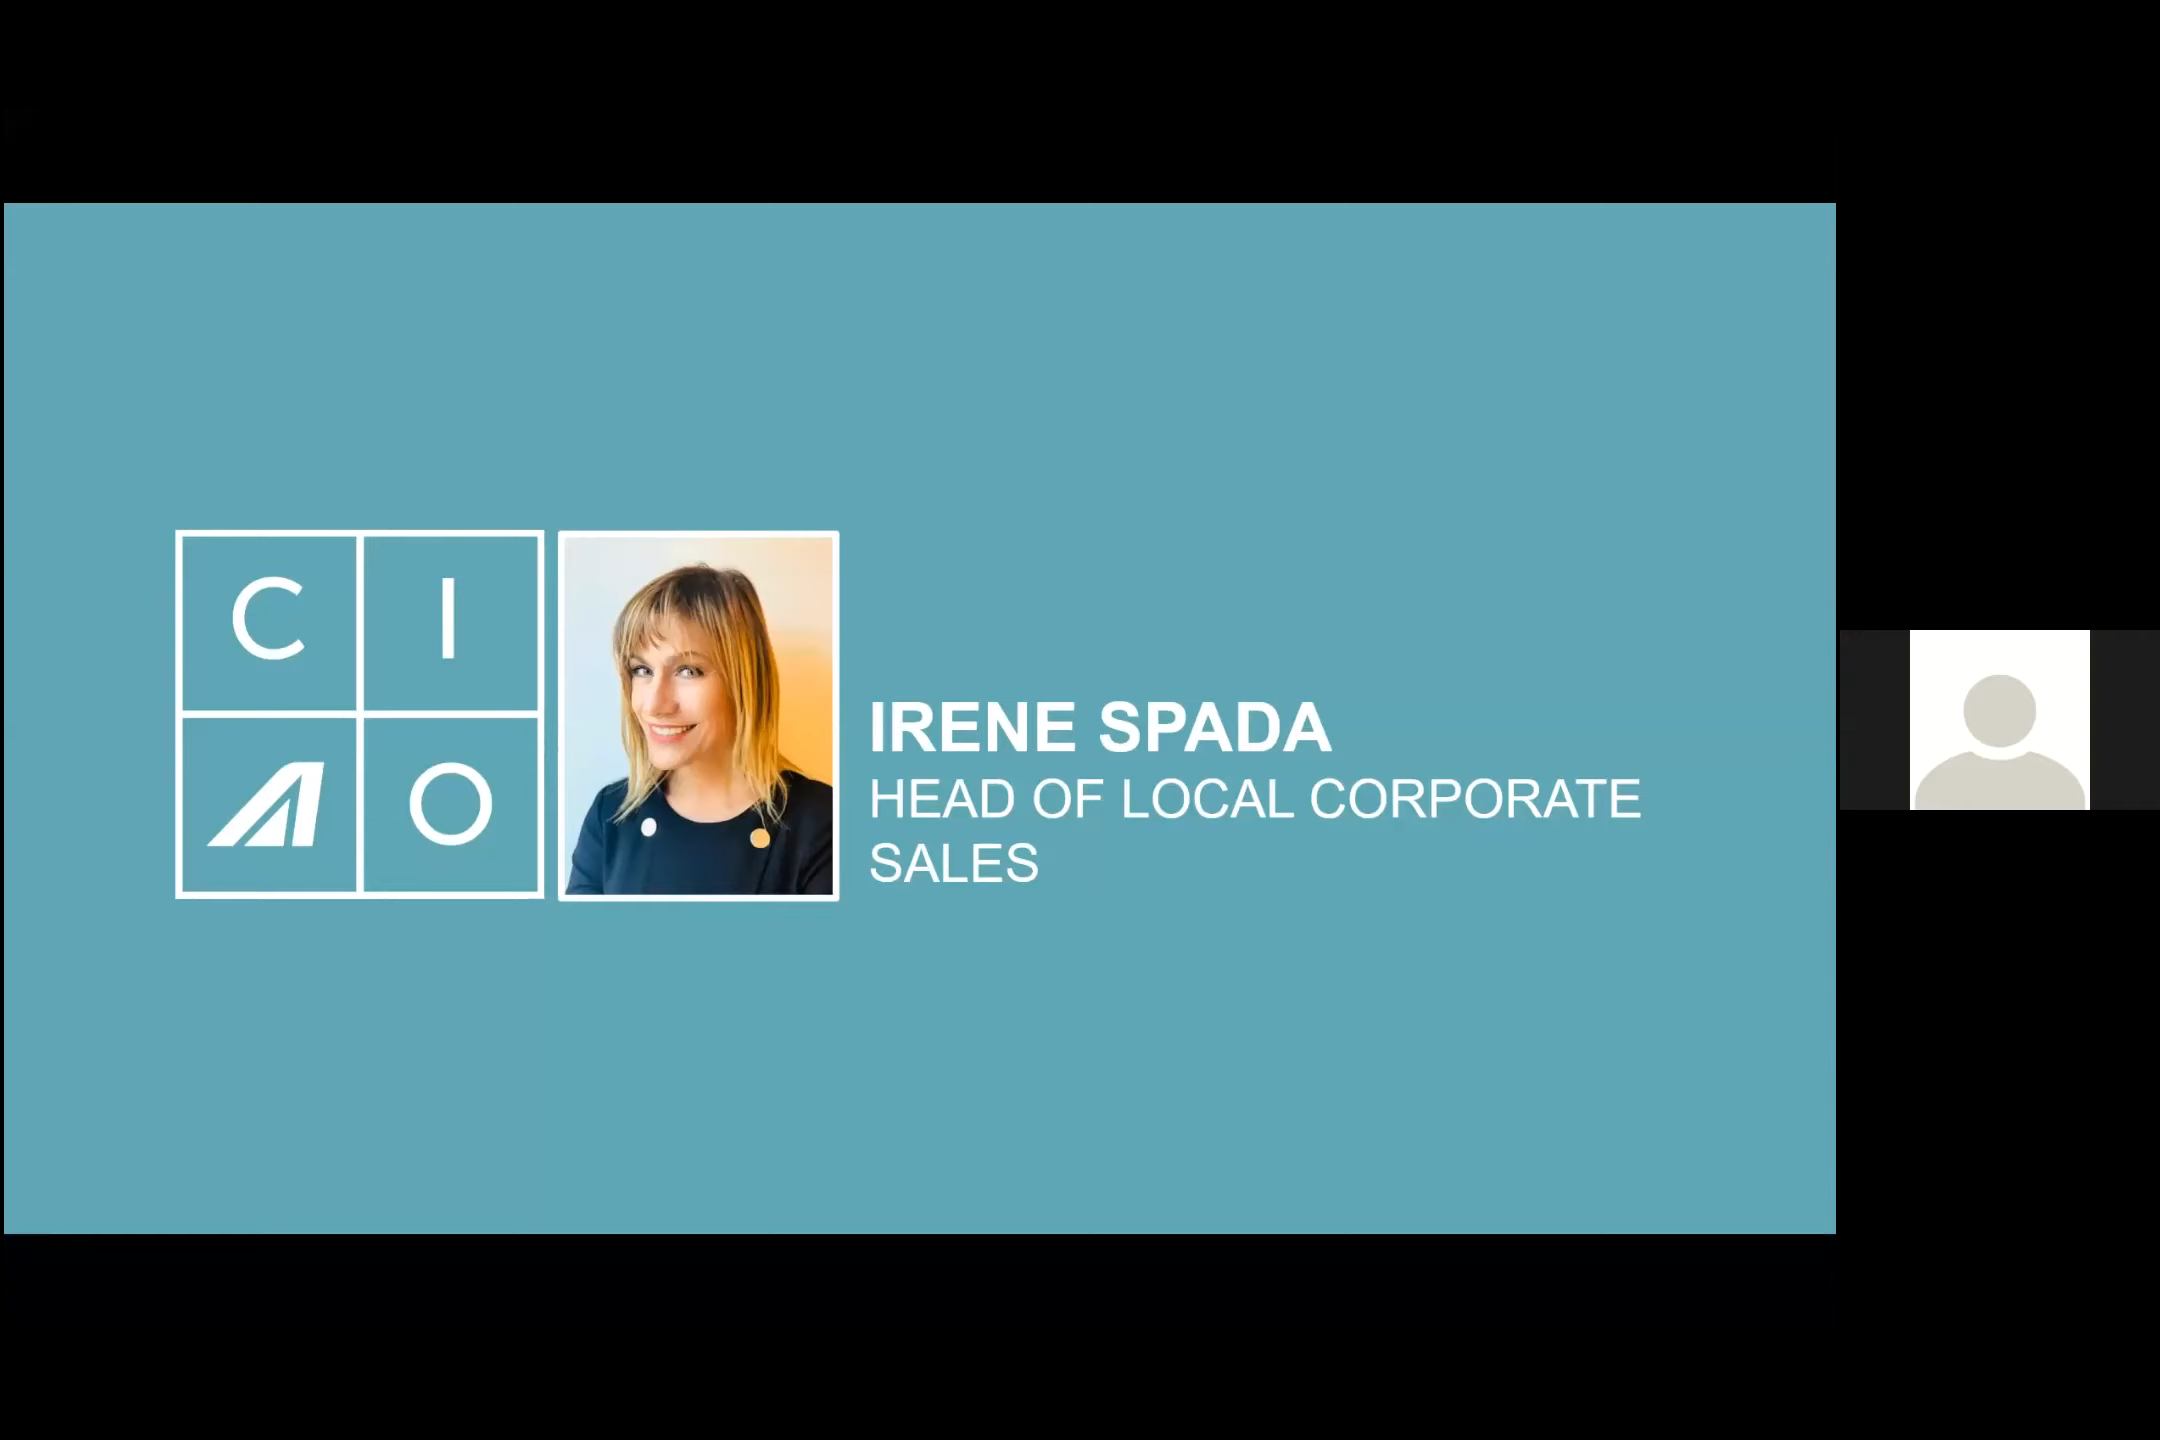 C I
A O
IRENE SPADA
HEAD OF LOCAL CORPORATE
SALES